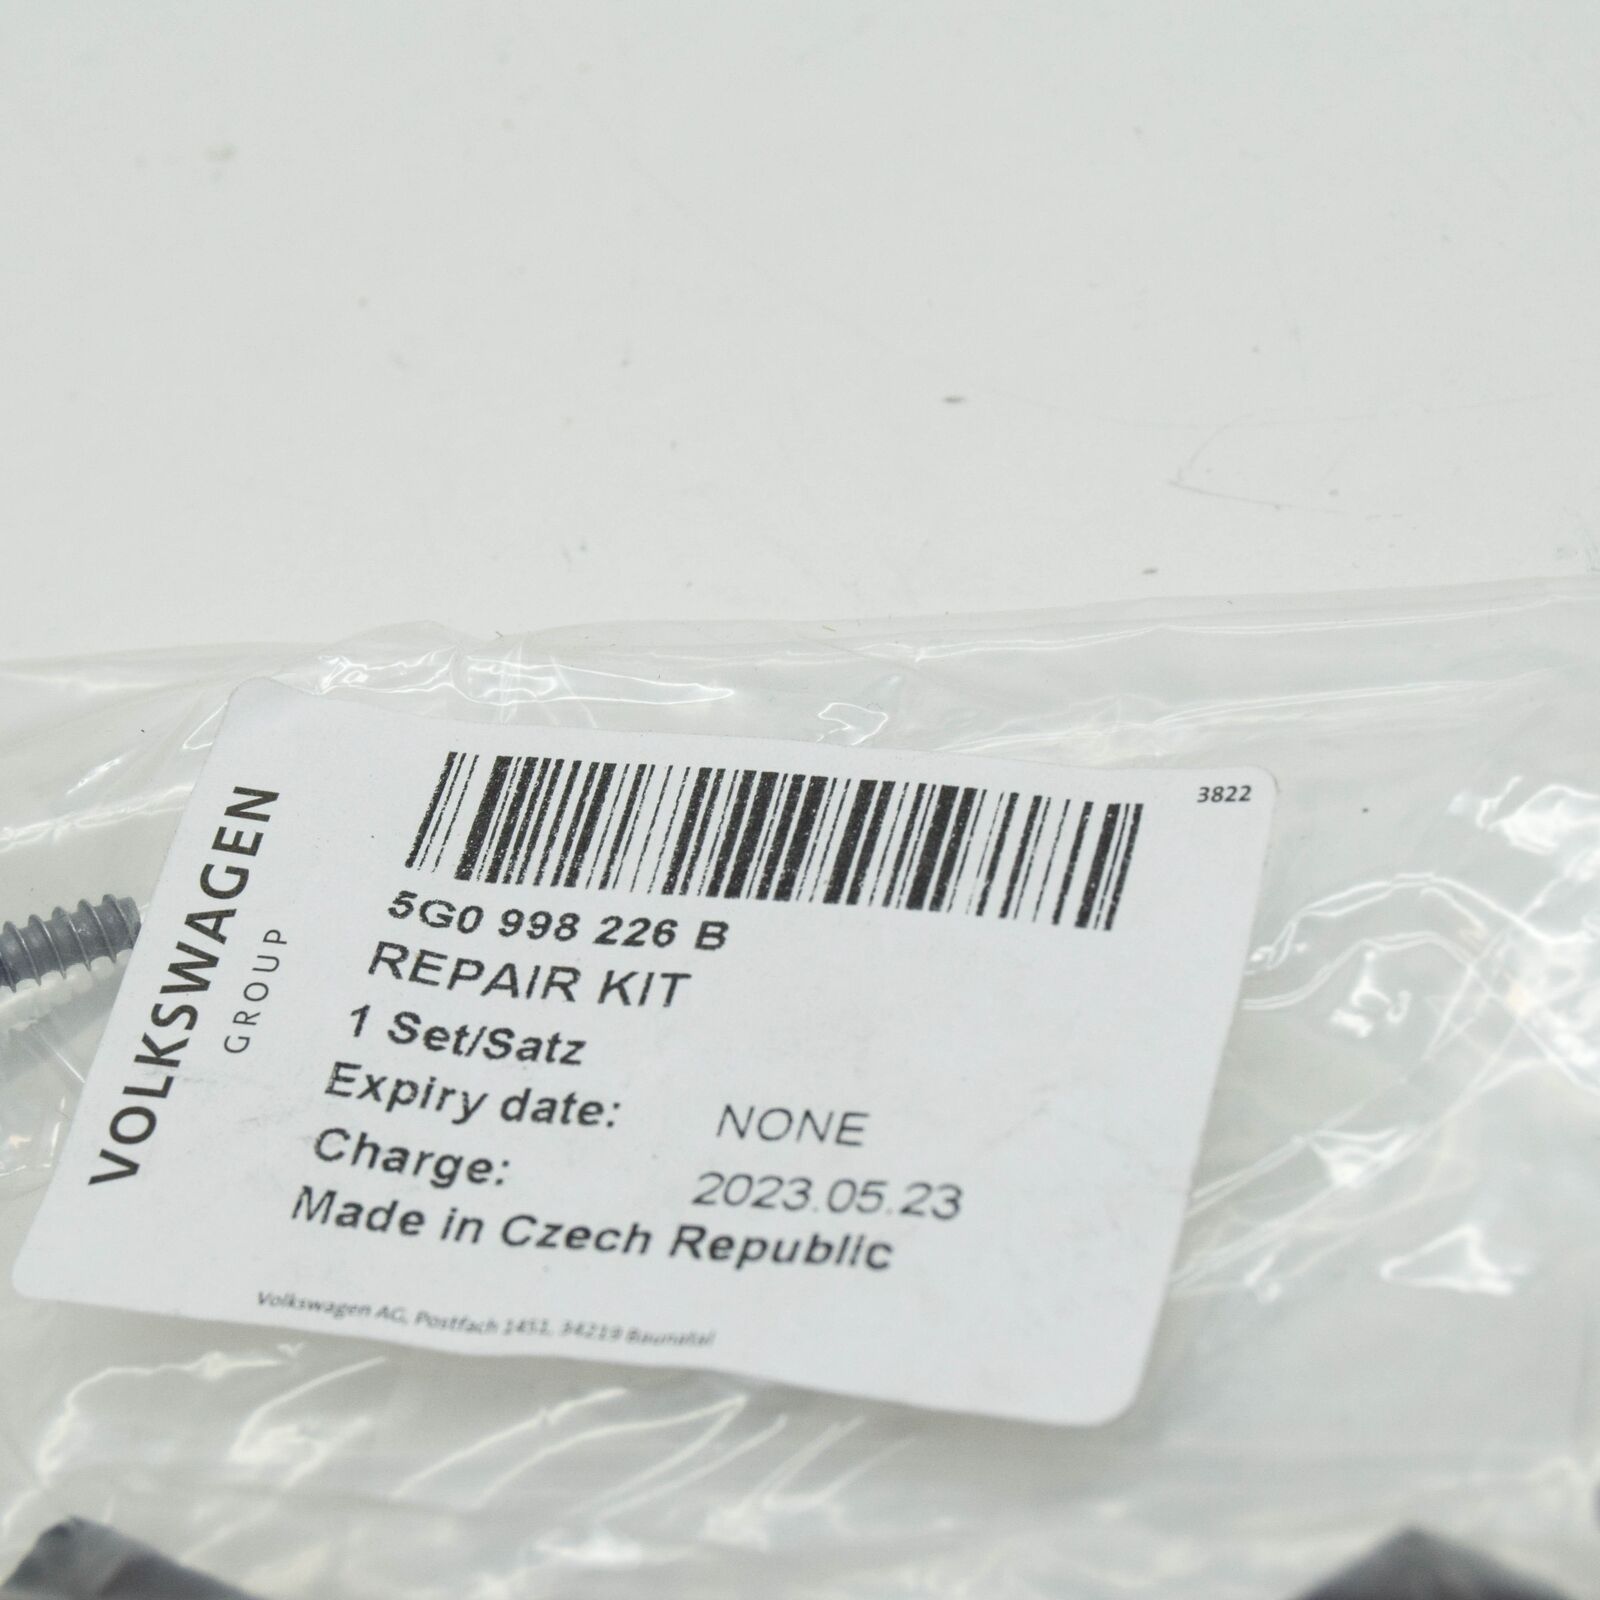 3822
VOLKSWAGEN
GROUP
5G0 998 226 B
REPAIR KIT
1 Set/Satz
Expiry date: NONE
Charge: 2023.05.23
Made in Czech Republic
Volkswagen AG, Postfach 1451, 34219 Baunatal